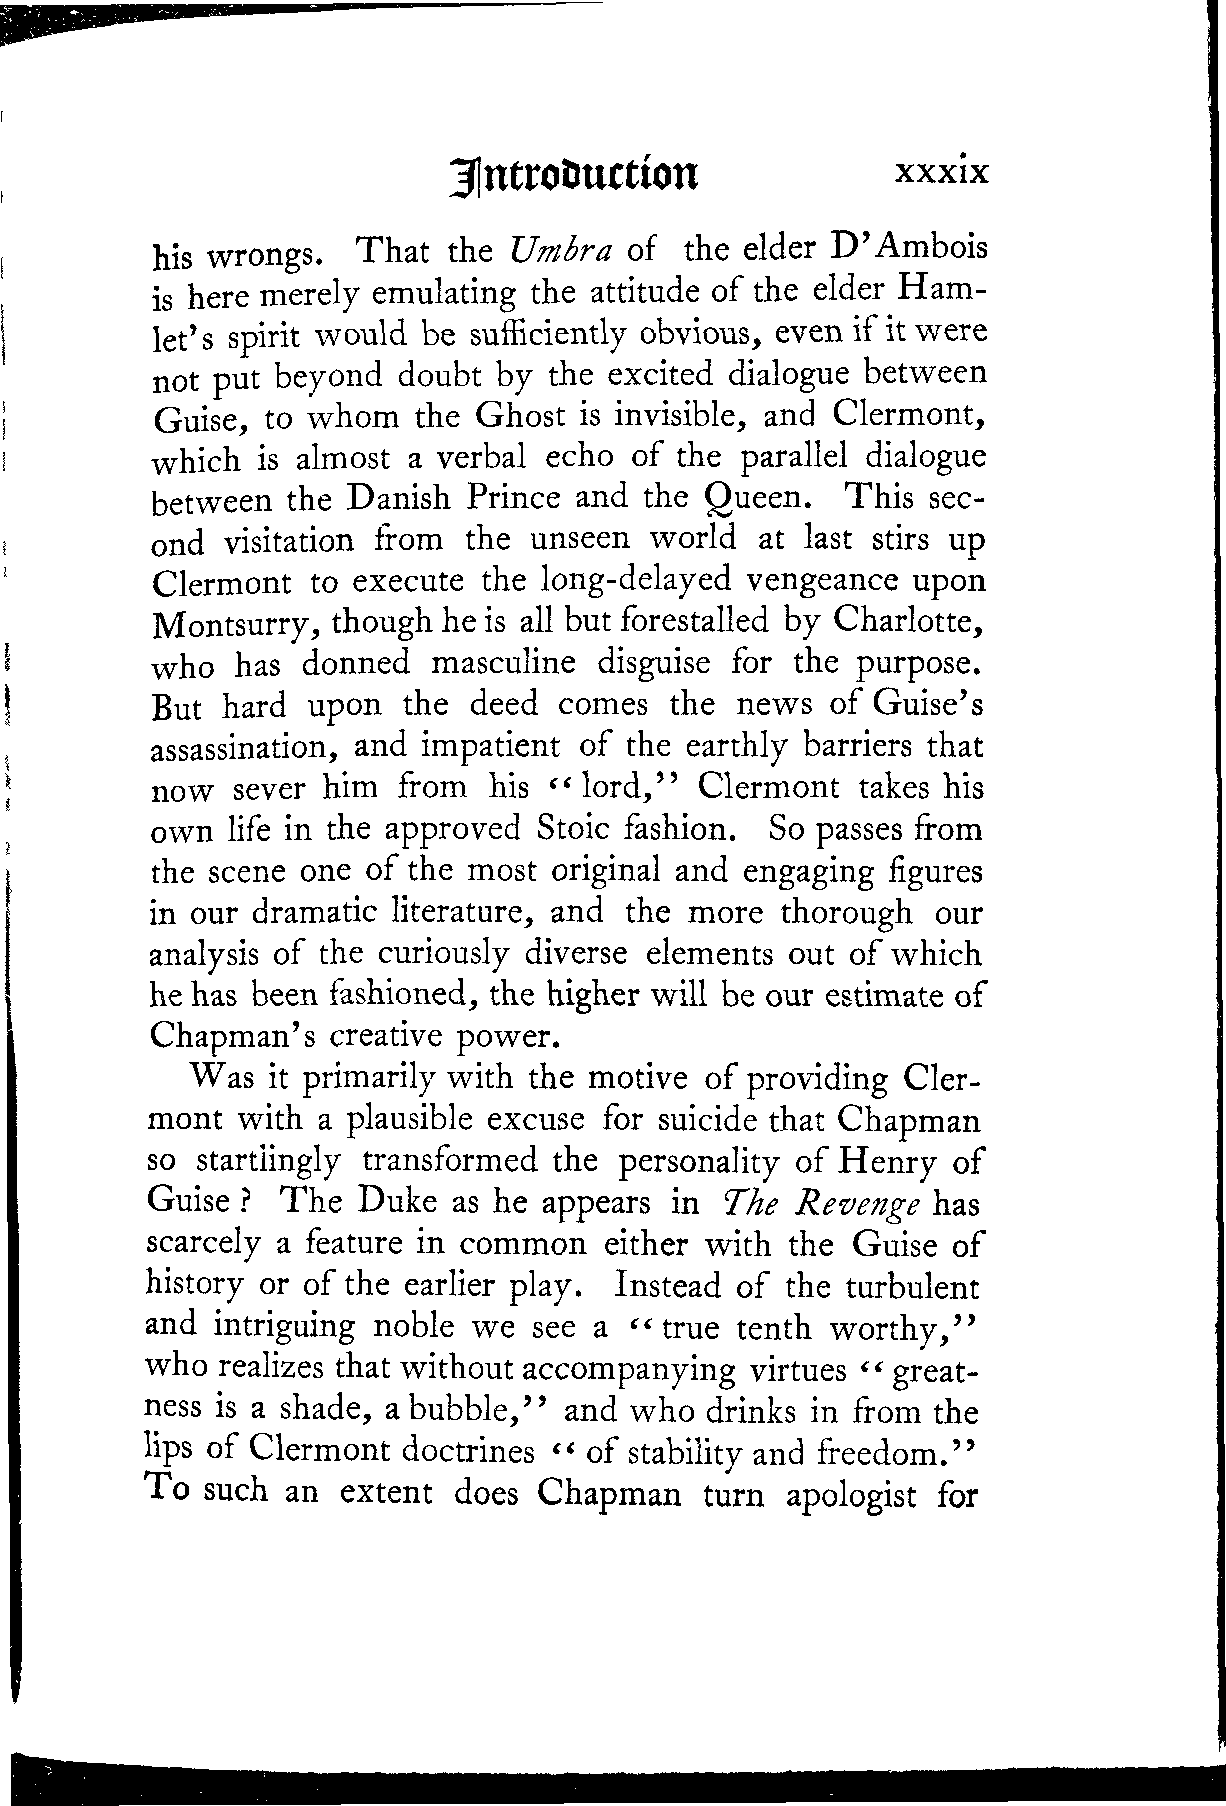 Introduction xxxix
his wrongs. That the Umbra of the elder D'Ambois
is here merely emulating the attitude of the elder Ham-
let's spirit would be sufficiently obvious, even if it were
not put beyond doubt by the excited dialogue between
Guise, to whom the Ghost is invisible, and Clermont,
which is almost a verbal echo of the parallel dialogue
between the Danish Prince and the Queen. This sec-
ond visitation from the unseen world at last stirs up
Clermont to execute the long-delayed vengeance upon
Montsurry, though he is all but forestalled by Charlotte,
who has donned masculine disguise for the purpose.
But hard upon the deed comes the news of Guise's
assassination, and impatient of the earthly barriers that
now sever him from his "lord," Clermont takes his
own life in the approved Stoic fashion. So passes from
the scene one of the most original and engaging figures
in our dramatic literature, and the more thorough our
analysis of the curiously diverse elements out of which
he has been fashioned, the higher will be our estimate of
Chapman's creative power.
Was it primarily with the motive of providing Cler-
mont with a plausible excuse for suicide that Chapman
so startlingly transformed the personality of Henry of
Guise? The Duke as he appears in The Revenge has
scarcely a feature in common either with the Guise of
history or of the earlier play. Instead of the turbulent
and intriguing noble we see a "true tenth worthy,"
who realizes that without accompanying virtues "great-
ness is a shade, a bubble," and who drinks in from the
lips of Clermont doctrines "of stability and freedom."
To such an extent does Chapman turn apologist for